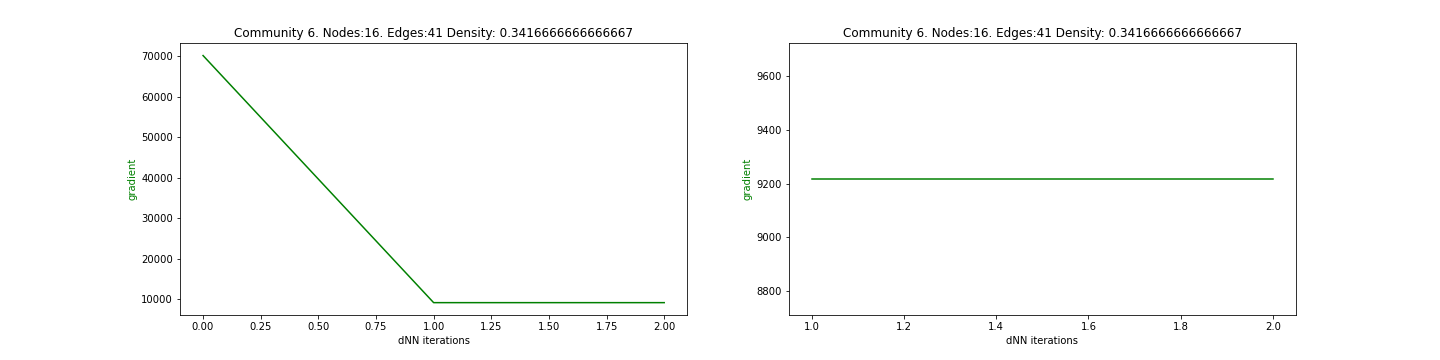 Community 6. Nodes:16. Edges:41 Density: 0.3416666666666667
70000
60000
50000
40000
30000
20000
10000
gradient
0.00 0.25 0.50 0.75 1.00 1.25 1.50 1.75 2.00
dNN iterations
Community 6. Nodes:16. Edges:41 Density: 0.3416666666666667
9600
9400
9200
9000
8800
gradient
1.0 1.2 1.4 1.6 1.8 2.0
dNN iterations